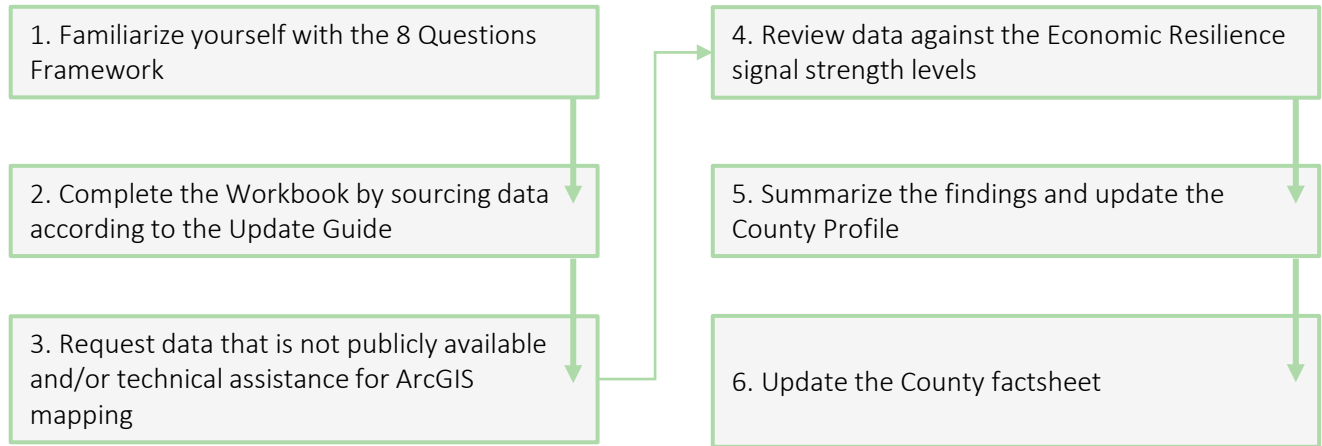 1. Familiarize yourself with the 8 Questions
Framework
2. Complete the Workbook by sourcing data
according to the Update Guide
3. Request data that is not publicly available
and/or technical assistance for ArcGIS
mapping
4. Review data against the Economic Resilience
signal strength levels
5. Summarize the findings and update the
County Profile
6. Update the County factsheet